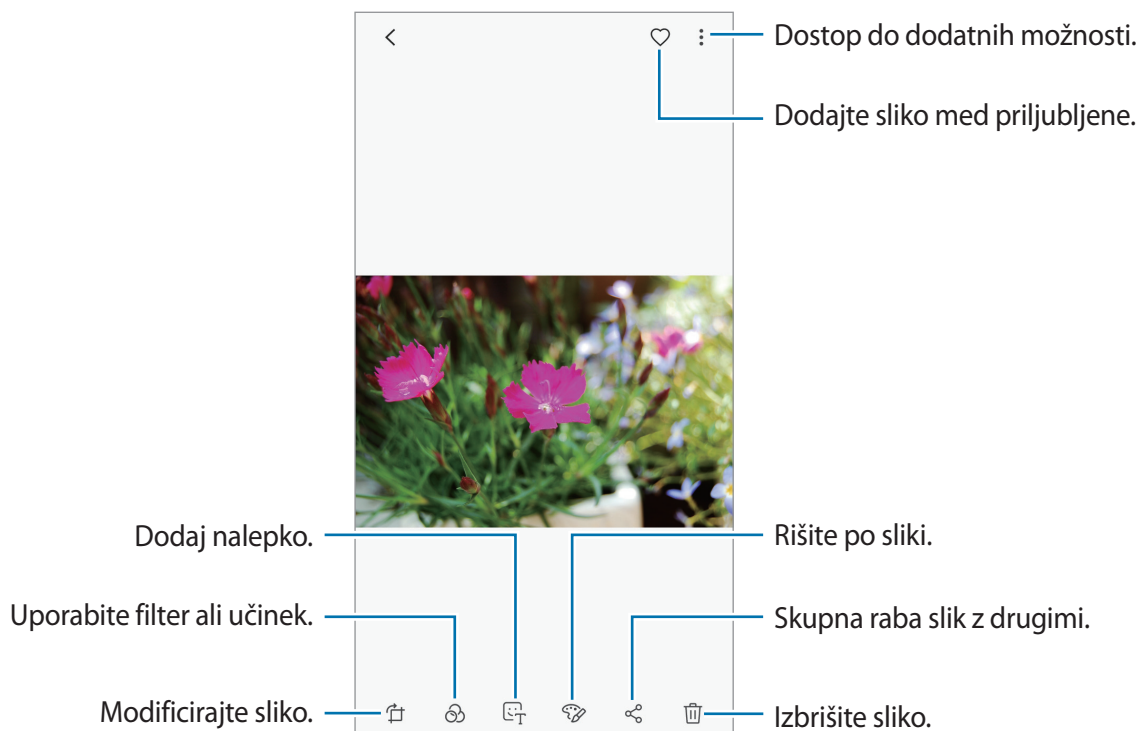 Dostop do dodatnih možnosti.
Dodajte sliko med priljubljene.
Dodaj nalepko.
Rišite po sliki.
Uporabite filter ali učinek.
Skupna raba slik z drugimi.
Modificirajte sliko.
Izbrišite sliko.